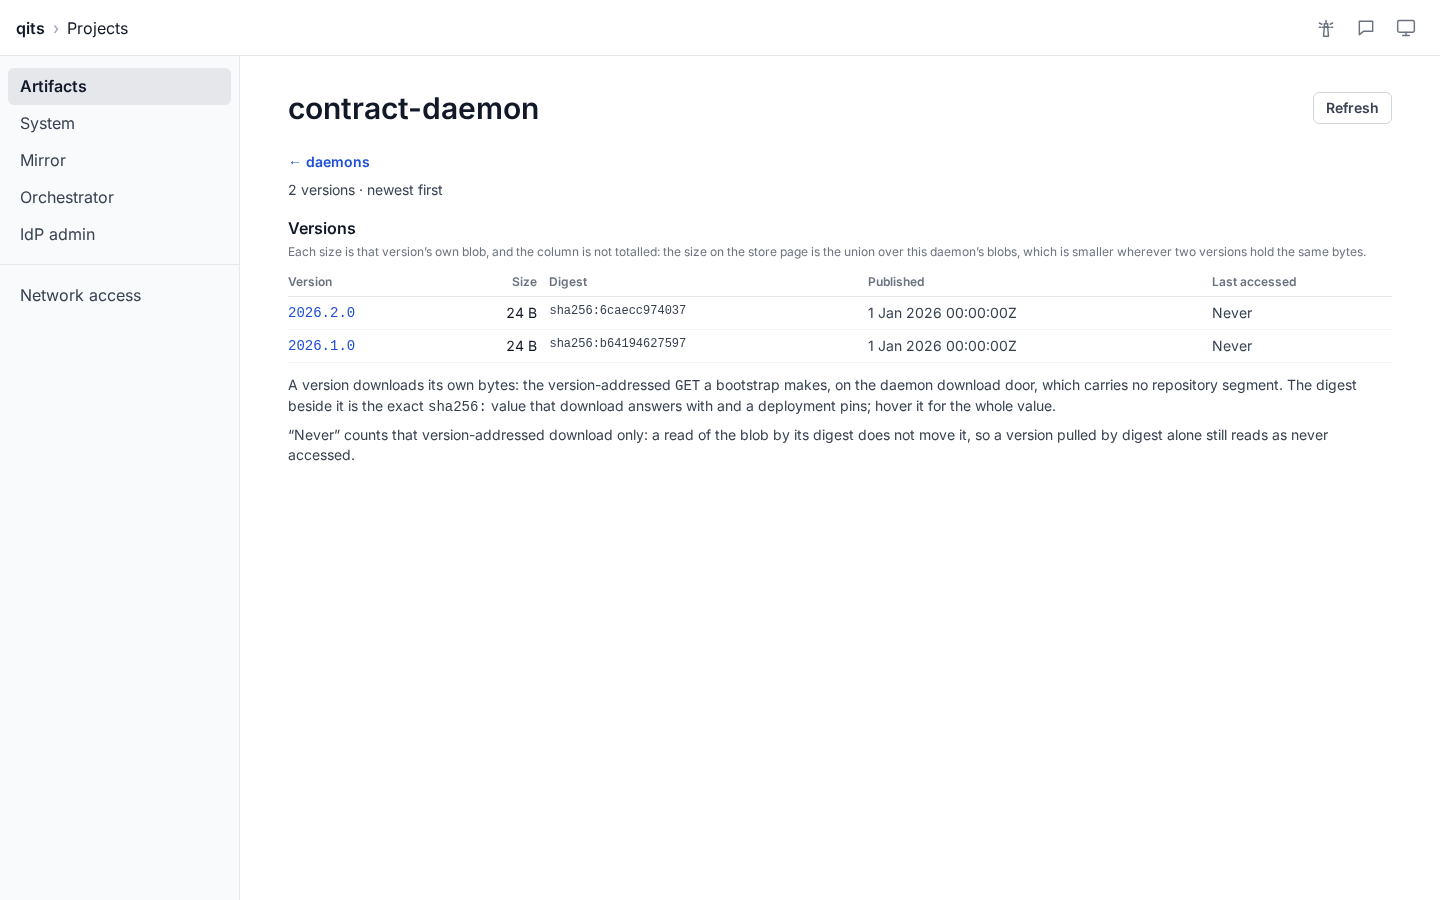 qits › Projects
Artifacts
System
Mirror
Orchestrator
IdP admin
Network access
contract-daemon
Refresh
← daemons
2 versions · newest first
Versions
Each size is that version’s own blob, and the column is not totalled: the size on the store page is the union over this daemon’s blobs, which is smaller wherever two versions hold the same bytes.
Version Size Digest Published Last accessed
2026.2.0 24 B sha256:6caecc974037 1 Jan 2026 00:00:00Z Never
2026.1.0 24 B sha256:b64194627597 1 Jan 2026 00:00:00Z Never
A version downloads its own bytes: the version-addressed GET a bootstrap makes, on the daemon download door, which carries no repository segment. The digest
beside it is the exact sha256: value that download answers with and a deployment pins; hover it for the whole value.
“Never” counts that version-addressed download only: a read of the blob by its digest does not move it, so a version pulled by digest alone still reads as never
accessed.